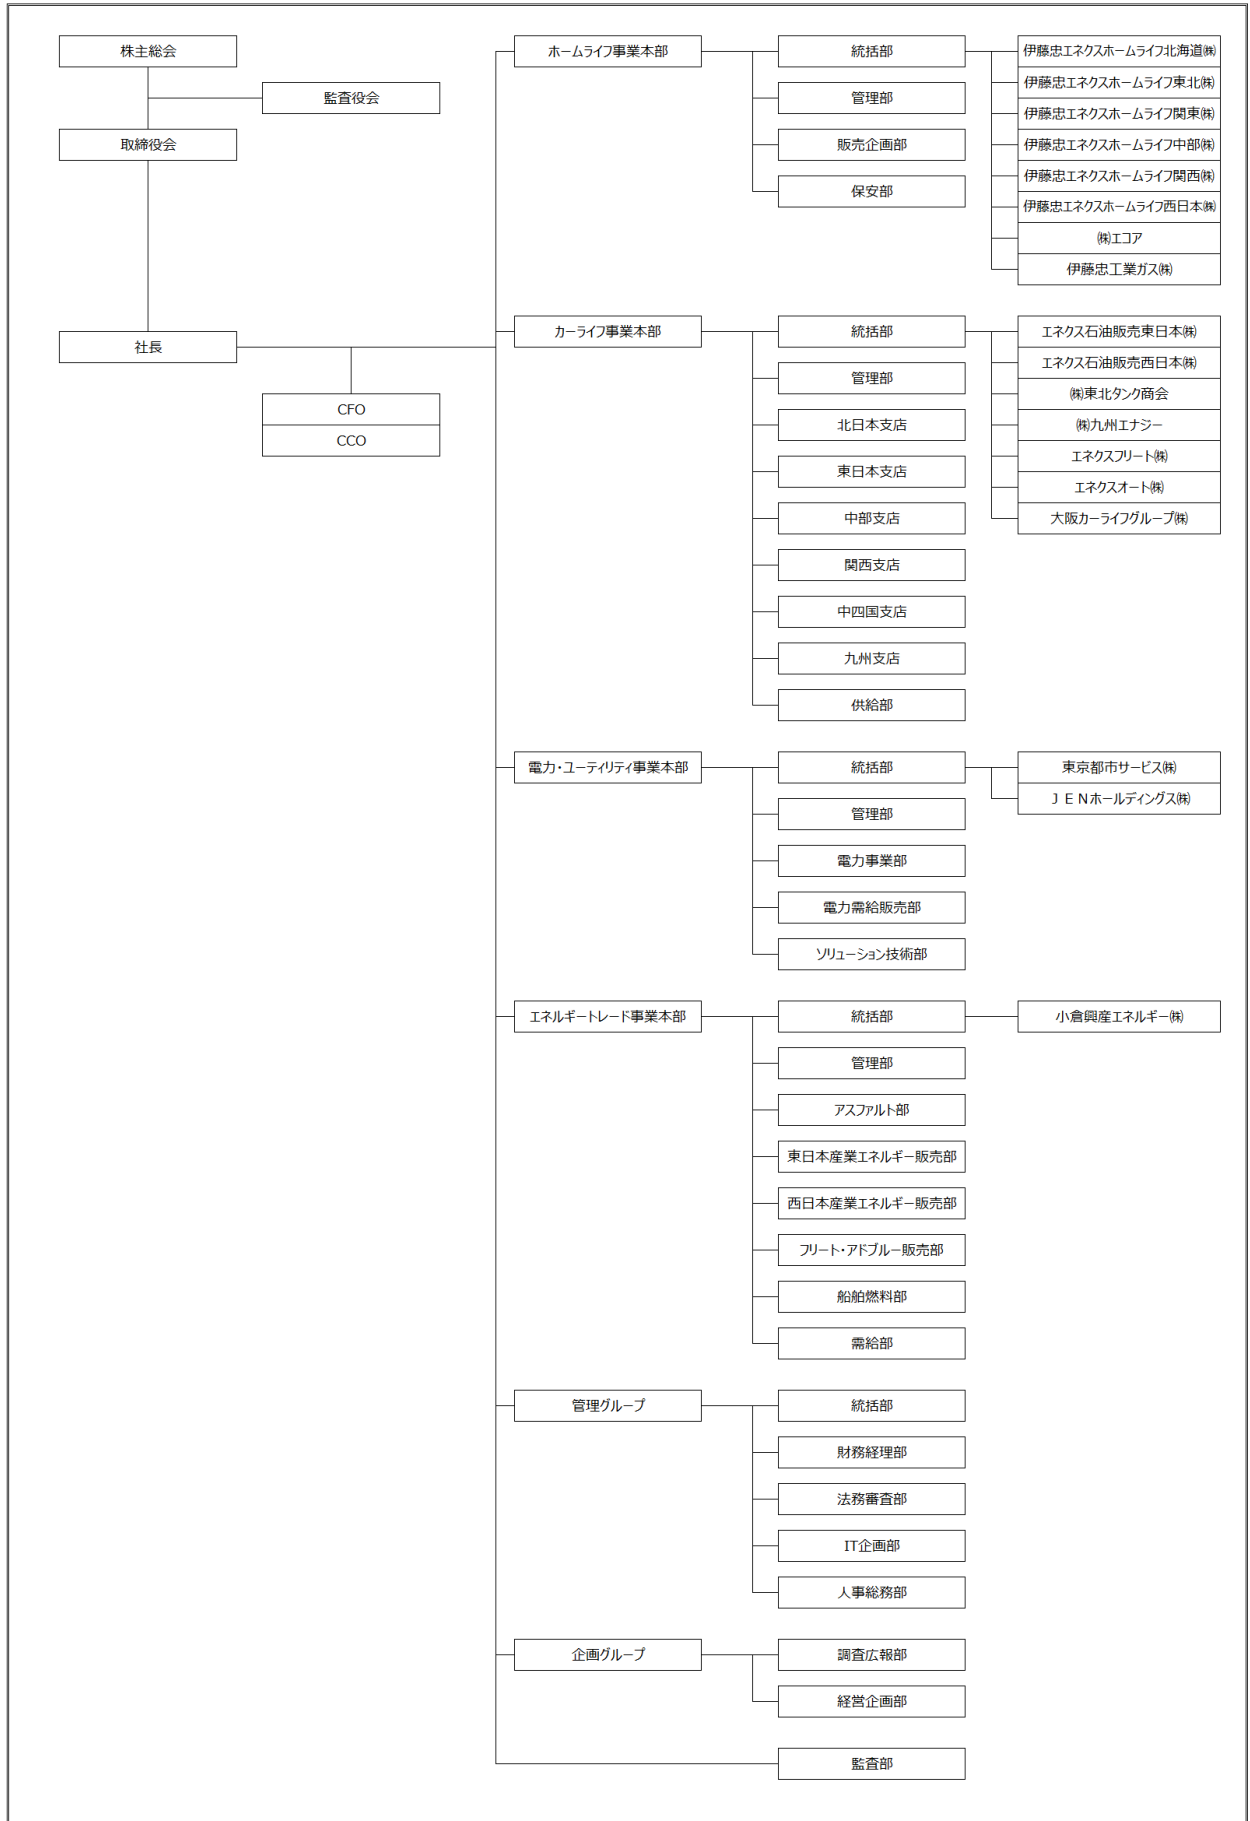 株主総会
監査役会
取締役会
社長
CFO
CCO
ホームライフ事業本部
統括部
管理部
販売企画部
保安部
伊藤忠エネクスホームライフ北海道㈱
伊藤忠エネクスホームライフ東北㈱
伊藤忠エネクスホームライフ関東㈱
伊藤忠エネクスホームライフ中部㈱
伊藤忠エネクスホームライフ関西㈱
伊藤忠エネクスホームライフ西日本㈱
㈱エコア
伊藤忠工業ガス㈱
カーライフ事業本部
統括部
管理部
北日本支店
東日本支店
中部支店
関西支店
中四国支店
九州支店
供給部
エネクス石油販売東日本㈱
エネクス石油販売西日本㈱
㈱東北タンク商会
㈱九州エナジー
エネクスフリート㈱
エネクスオート㈱
大阪カーライフグループ㈱
電力・ユーティリティ事業本部
統括部
管理部
電力事業部
電力需給販売部
ソリューション技術部
東京都市サービス㈱
ＪＥＮホールディングス㈱
エネルギートレード事業本部
統括部
管理部
アスファルト部
東日本産業エネルギー販売部
西日本産業エネルギー販売部
フリート・アドブルー販売部
船舶燃料部
需給部
小倉興産エネルギー㈱
管理グループ
統括部
財務経理部
法務審査部
IT企画部
人事総務部
企画グループ
調査広報部
経営企画部
監査部